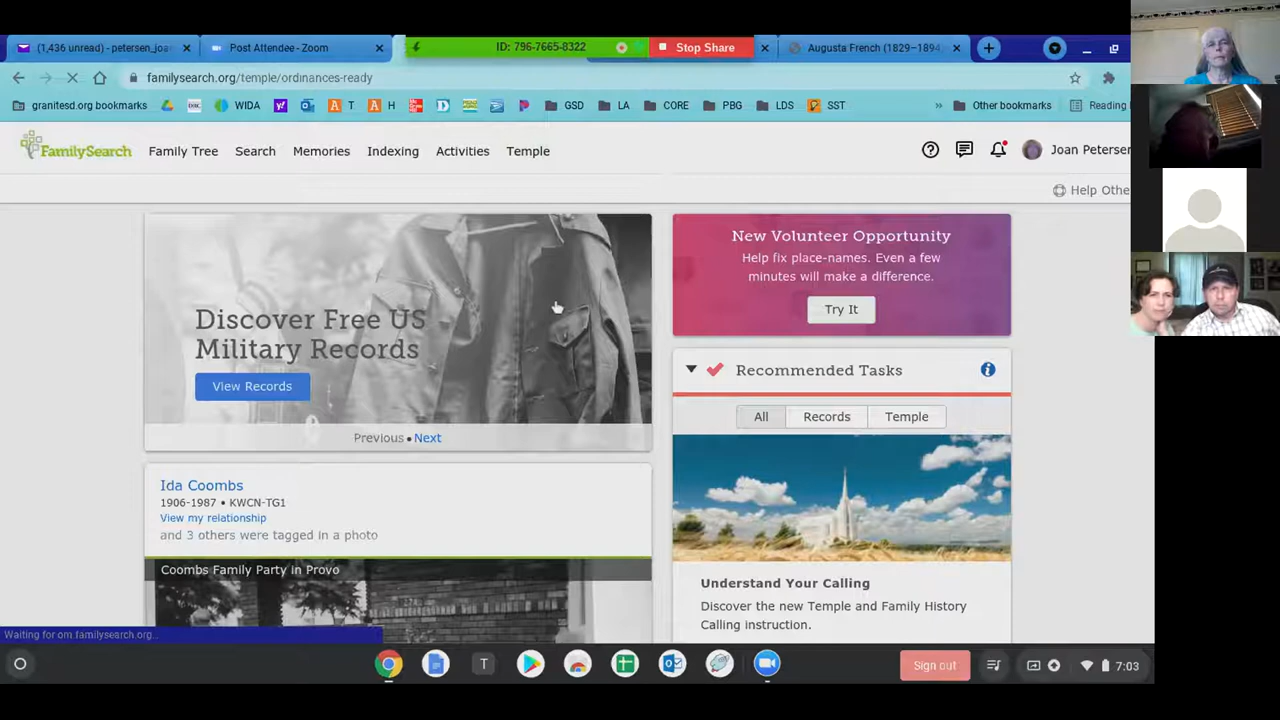 (1,436 unread) - petersen_joa
Post Attendee - Zoom
ID: 796-7665-8322
Stop Share
Augusta French (1829–1894
familysearch.org/temple/ordinances-ready
granitesd.org bookmarks
WIDA
T
H
GSD
LA
CORE
PBG
LDS
SST
»
Other bookmarks
Reading
FamilySearch
Family Tree
Search
Memories
Indexing
Activities
Temple
Joan Petersen
Help Othe
Discover Free US
Military Records
View Records
Previous • Next
New Volunteer Opportunity
Help fix place-names. Even a few
minutes will make a difference.
Try It
Recommended Tasks
All
Records
Temple
Ida Coombs
1906-1987 • KWCN-TG1
View my relationship
and 3 others were tagged in a photo
Coombs Family Party in Provo
Understand Your Calling
Discover the new Temple and Family History
Calling instruction.
Waiting for om.familysearch.org...
T
Sign out
7:03